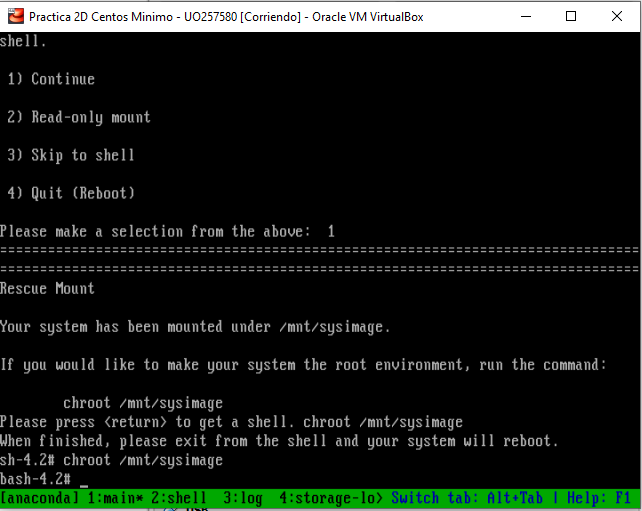 Practica 2D Centos Minimo - UO257580 [Corriendo] - Oracle VM VirtualBox
shell.
1) Continue
2) Read-only mount
3) Skip to shell
4) Quit (Reboot)
Please make a selection from the above:  1
================================================================================
================================================================================
Rescue Mount
Your system has been mounted under /mnt/sysimage.
If you would like to make your system the root environment, run the command:
chroot /mnt/sysimage
Please press <return> to get a shell. chroot /mnt/sysimage
When finished, please exit from the shell and your system will reboot.
sh-4.2# chroot /mnt/sysimage
bash-4.2# _
[anaconda] 1:main* 2:shell  3:log  4:storage-lo> Switch tab: Alt+Tab | Help: F1